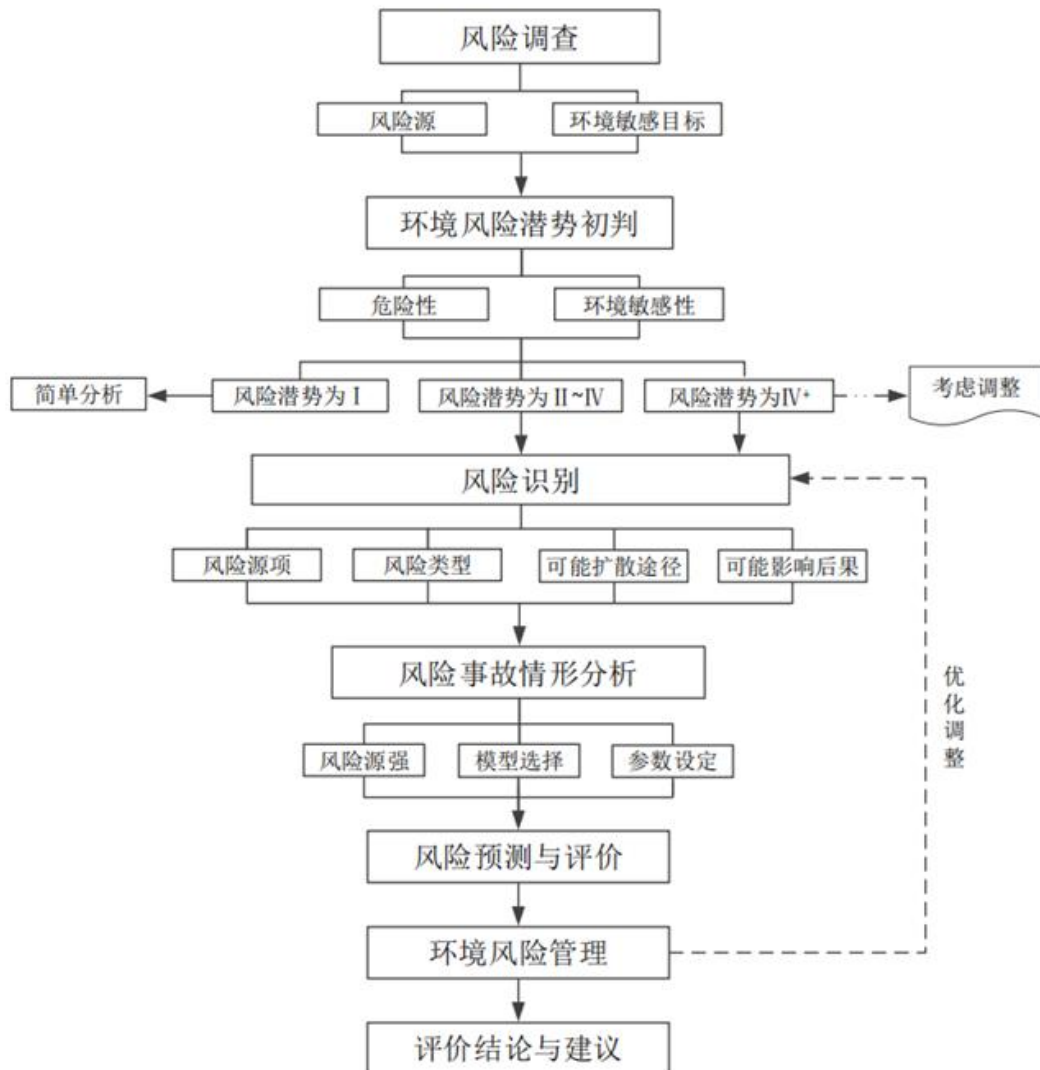 风险调查
风险源
环境敏感目标
环境风险潜势初判
危险性
环境敏感性
简单分析
风险潜势为Ⅰ
风险潜势为Ⅱ~Ⅳ
风险潜势为Ⅳ+
考虑调整
风险识别
风险源项
风险类型
可能扩散途径
可能影响后果
风险事故情形分析
优化调整
风险源强
模型选择
参数设定
风险预测与评价
环境风险管理
评价结论与建议